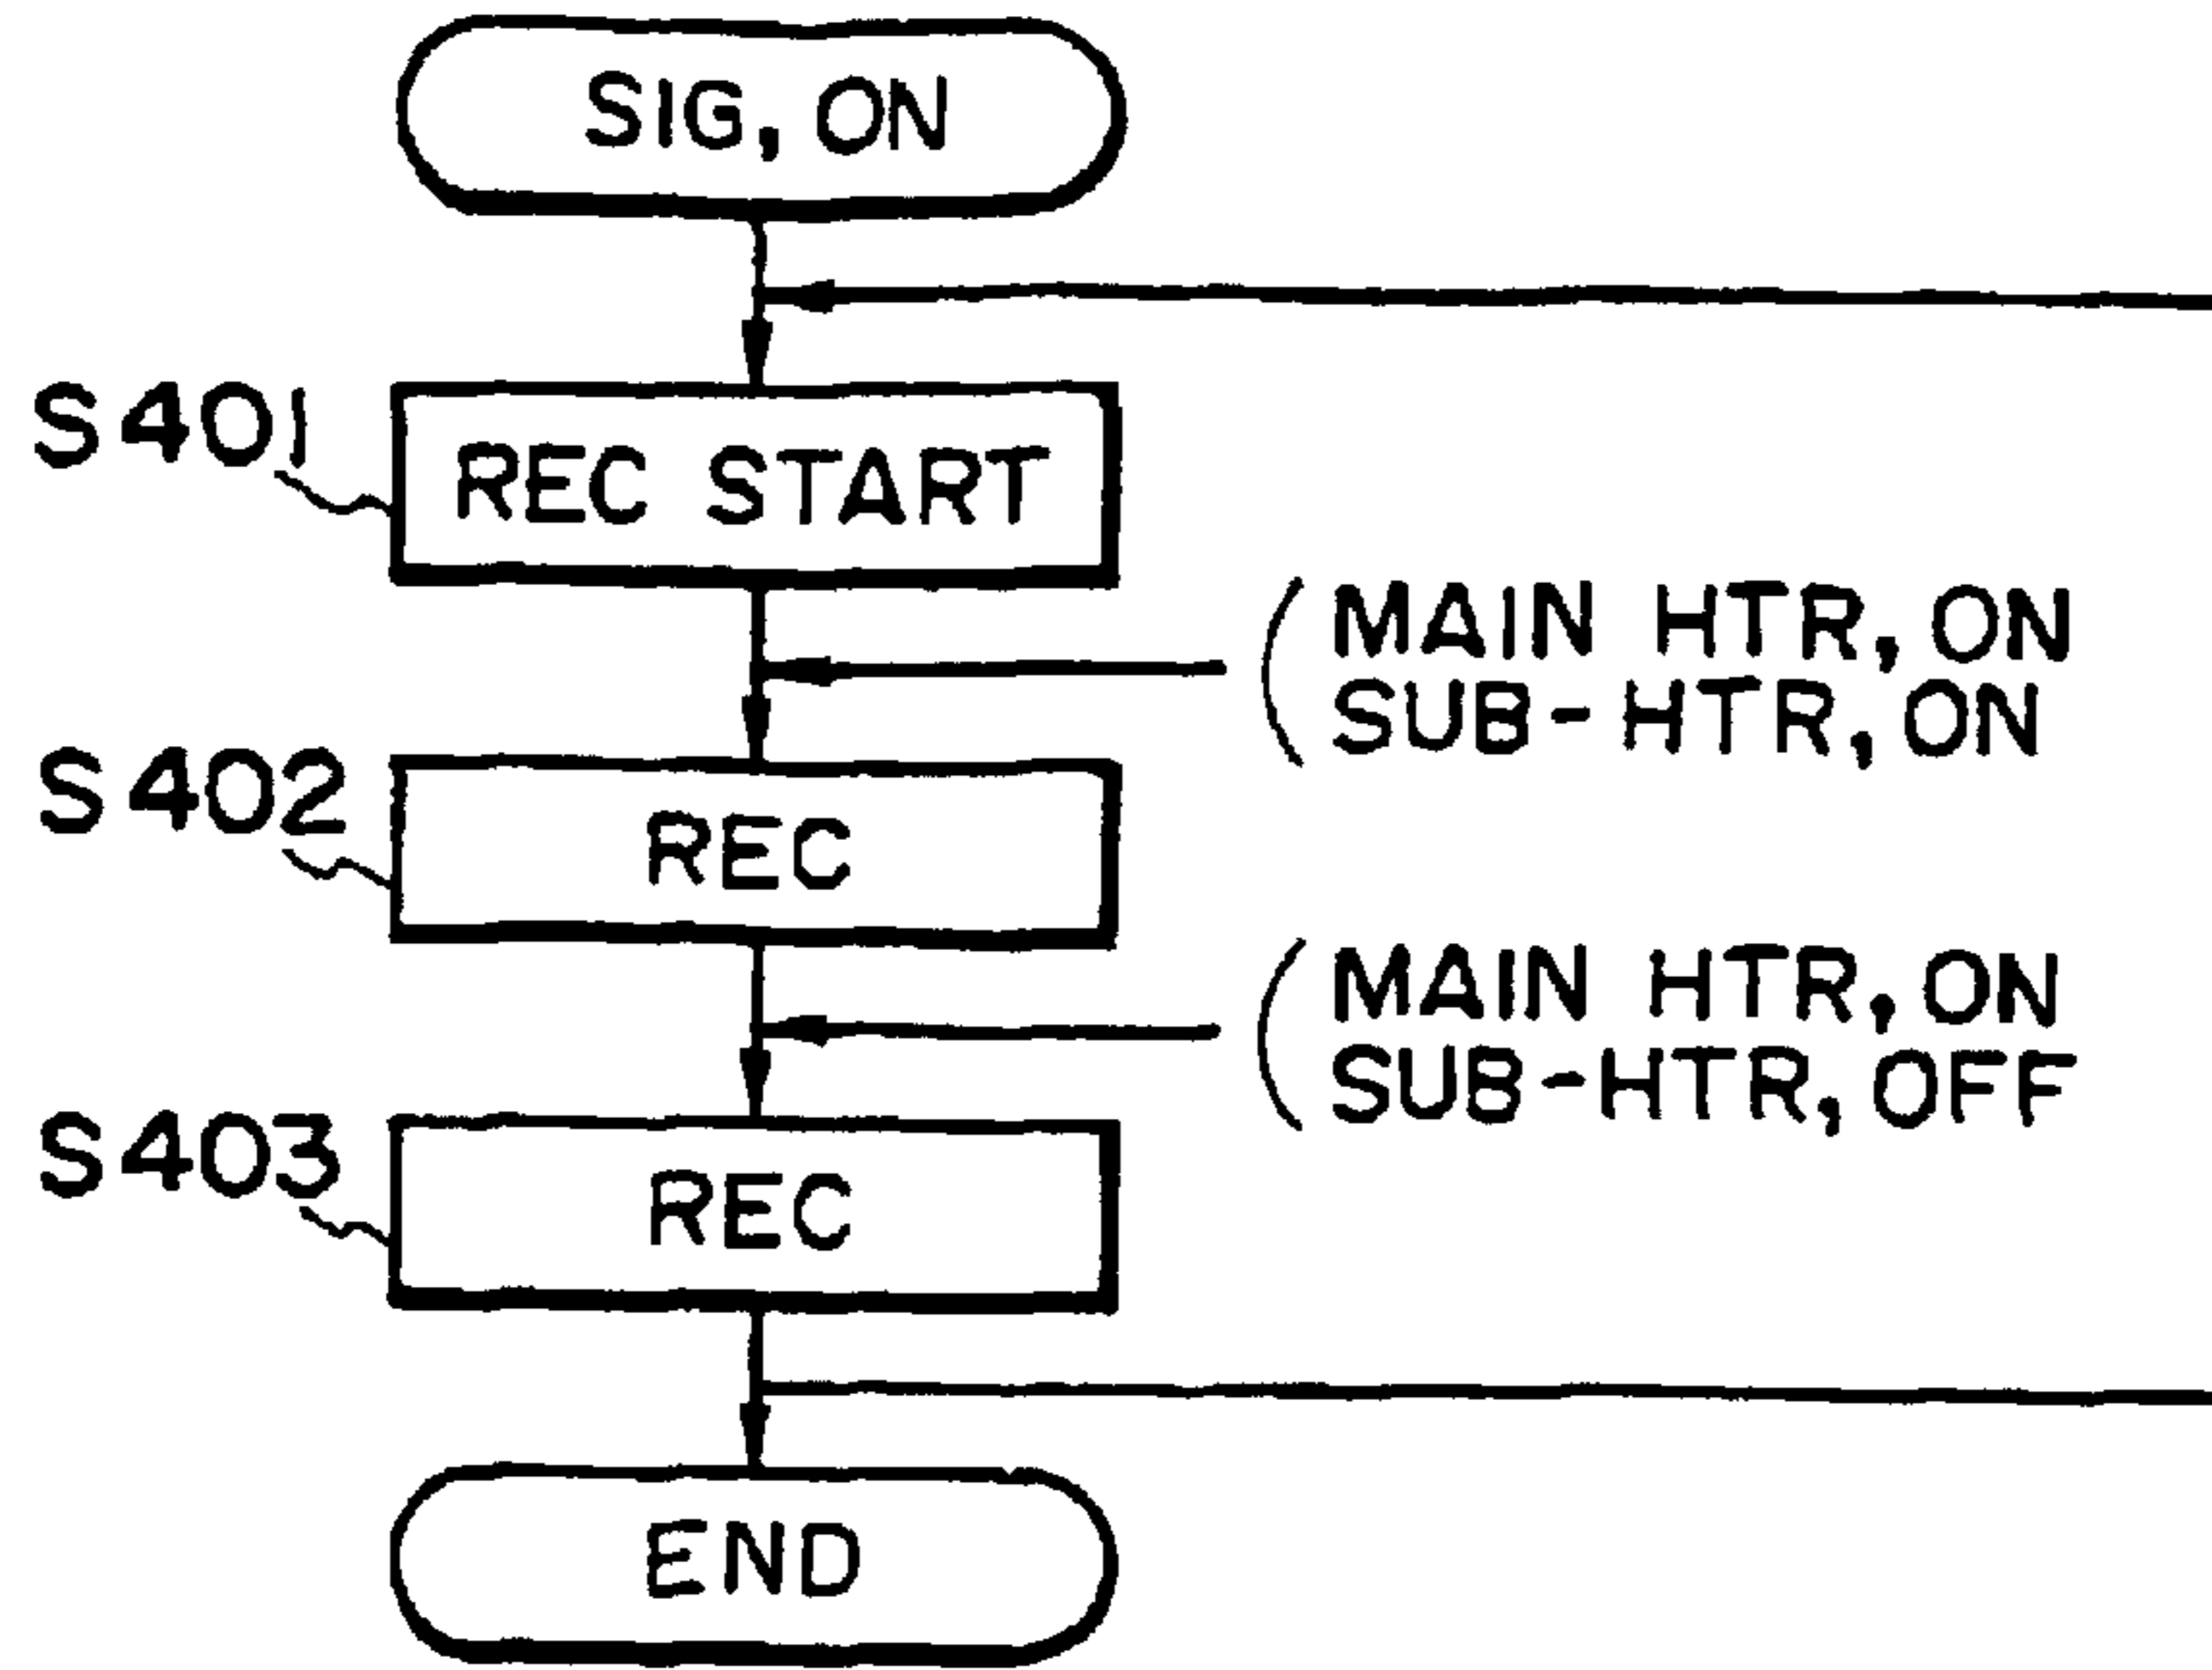 SIG, ON
S401
REC START
MAIN HTR, ON
SUB-HTR, ON
S402
REC
MAIN HTR, ON
SUB-HTR, OFF
S403
REC
END